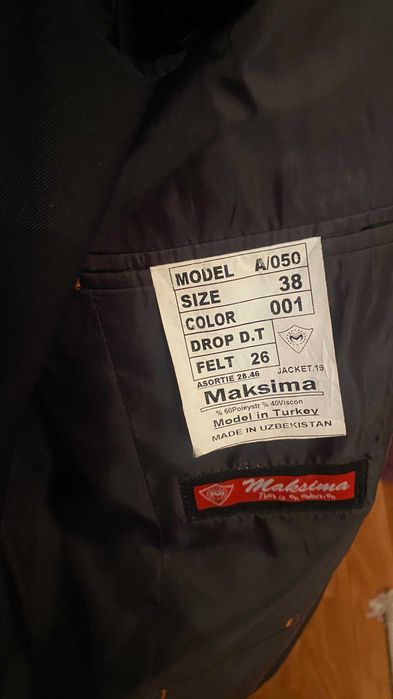 MODEL A/050
SIZE 38
COLOR 001
DROP D.T
FELT 26
ASORTIE 28.46 JACKET.19
Maksima
% 60Poleystr % 40Viscon
Model in Turkey
MADE IN UZBEKISTAN
Maksima